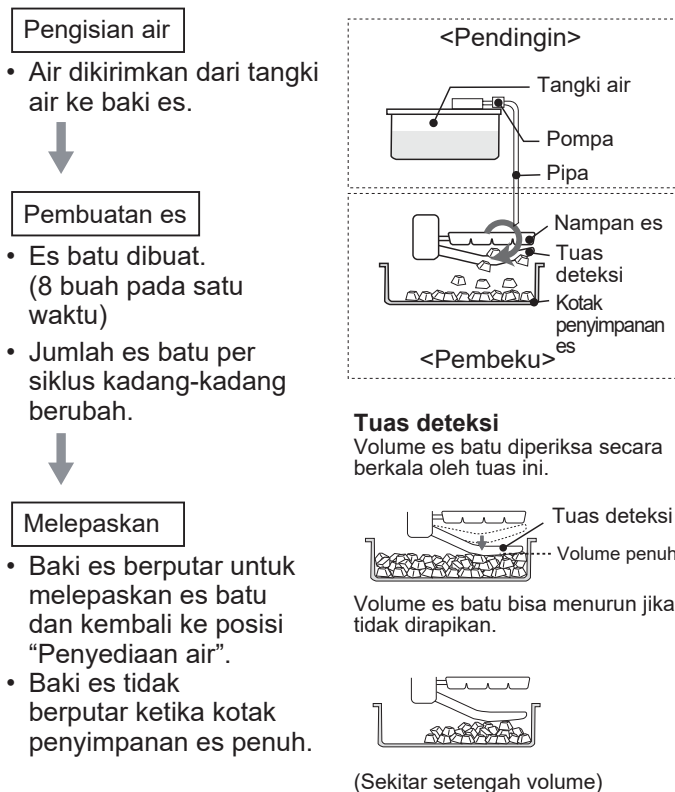 Pengisian air
• Air dikirimkan dari tangki
air ke baki es.
Pembuatan es
• Es batu dibuat.
(8 buah pada satu
waktu)
• Jumlah es batu per
siklus kadang-kadang
berubah.
Melepaskan
• Baki es berputar untuk
melepaskan es batu
dan kembali ke posisi
“Penyediaan air”.
• Baki es tidak
berputar ketika kotak
penyimpanan es penuh.
<Pendingin>
Tangki air
Pompa
Pipa
Nampan es
Tuas
deteksi
Kotak
penyimpanan
es
<Pembeku>
Tuas deteksi
Volume es batu diperiksa secara
berkala oleh tuas ini.
Tuas deteksi
Volume penuh
Volume es batu bisa menurun jika
tidak dirapikan.
(Sekitar setengah volume)